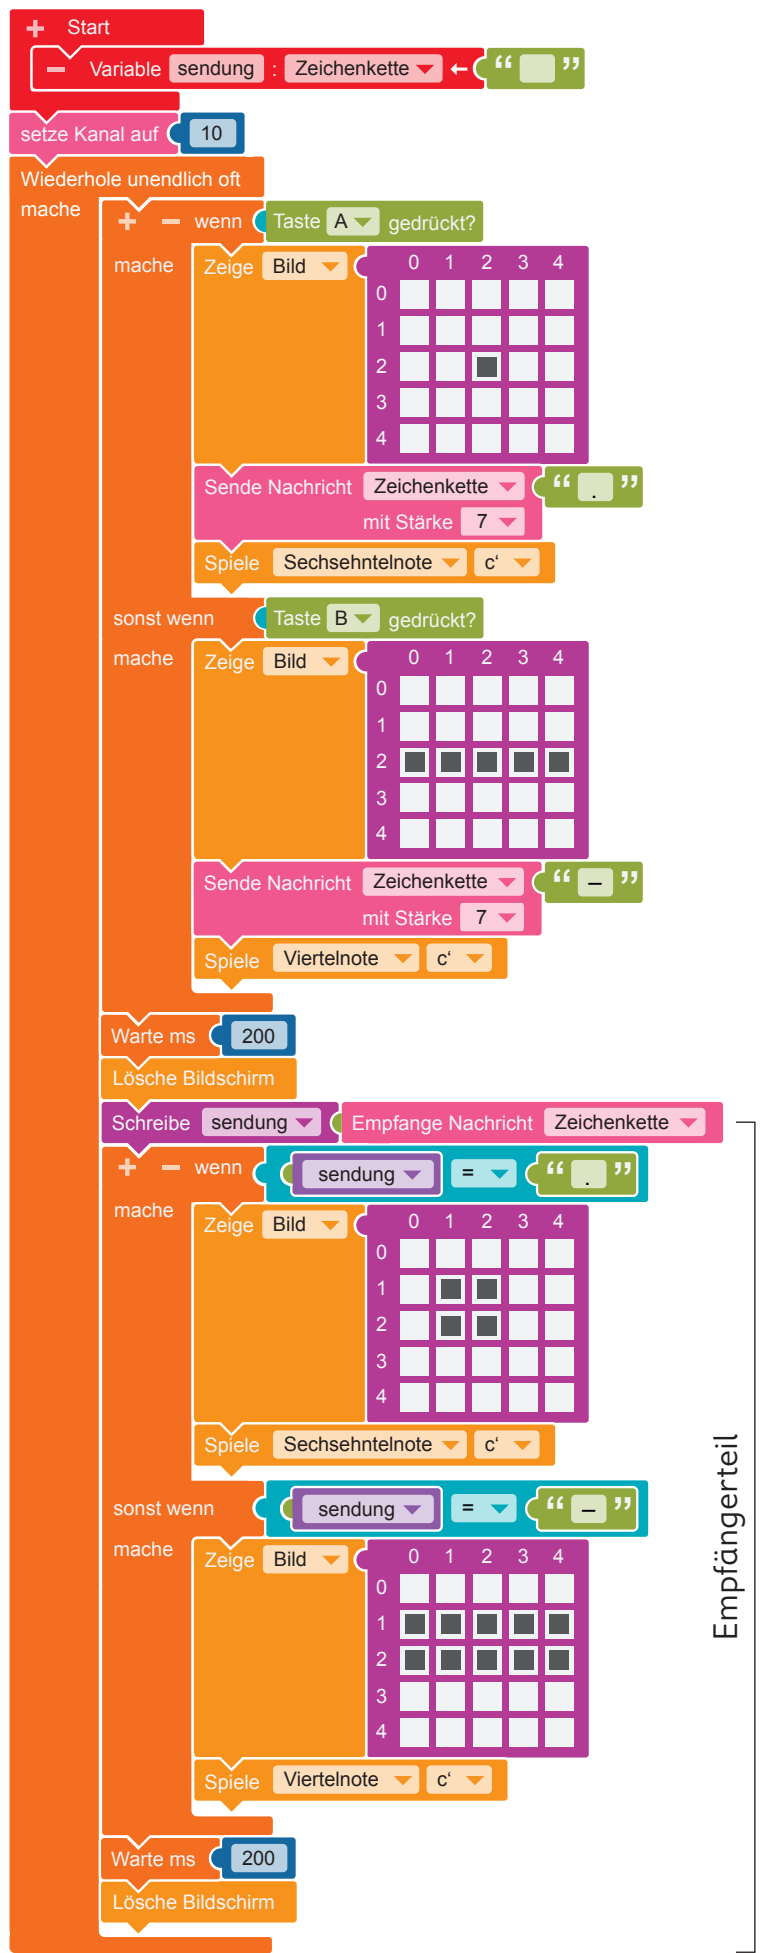 + Start
– Variable sendung : Zeichenkette ← “ ”
setze Kanal auf 10
Wiederhole unendlich oft
mache + – wenn Taste A gedrückt?
mache Zeige Bild 0 1 2 3 4
0
1
2
3
4
Sende Nachricht Zeichenkette “ . ”
mit Stärke 7
Spiele Sechsehntelnote c‘
sonst wenn Taste B gedrückt?
mache Zeige Bild 0 1 2 3 4
0
1
2
3
4
Sende Nachricht Zeichenkette “ – ”
mit Stärke 7
Spiele Viertelnote c‘
Warte ms 200
Lösche Bildschirm
Schreibe sendung Empfange Nachricht Zeichenkette
+ – wenn sendung = “ . ”
mache Zeige Bild 0 1 2 3 4
0
1
2
3
4
Spiele Sechsehntelnote c‘
sonst wenn sendung = “ – ”
mache Zeige Bild 0 1 2 3 4
0
1
2
3
4
Spiele Viertelnote c‘
Warte ms 200
Lösche Bildschirm
Empfängerteil